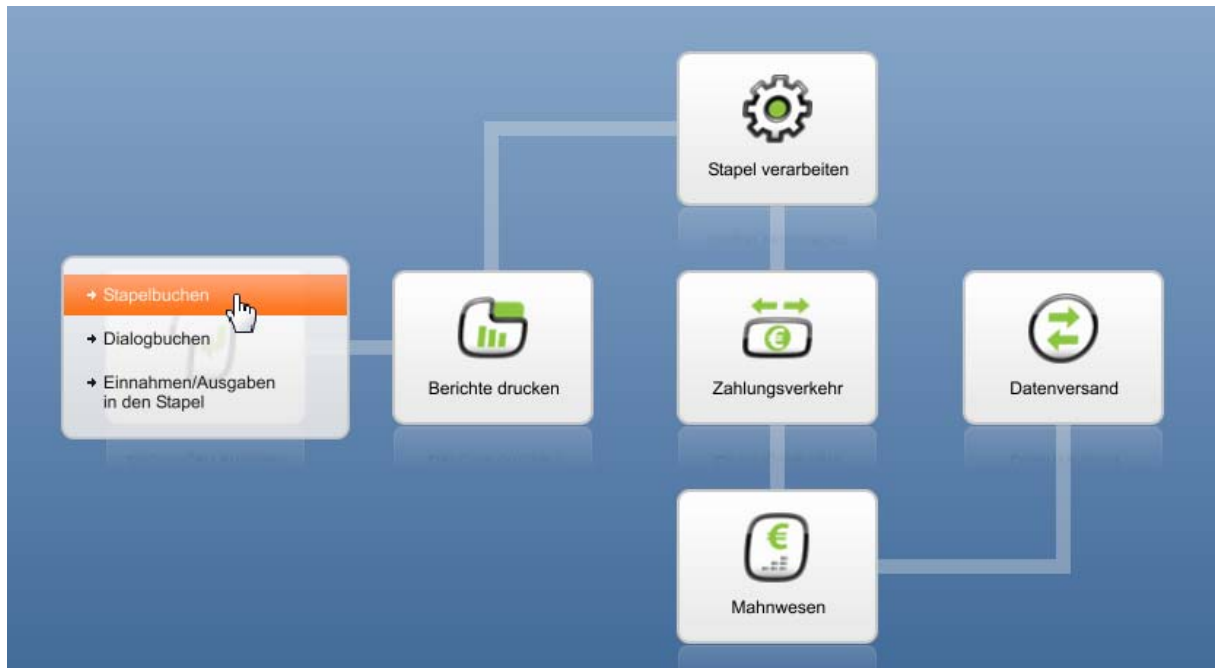 Stapel verarbeiten
Stapelbuchen
Dialogbuchen
Einnahmen/Ausgaben
in den Stapel
Berichte drucken
Zahlungsverkehr
Datenversand
Mahnwesen